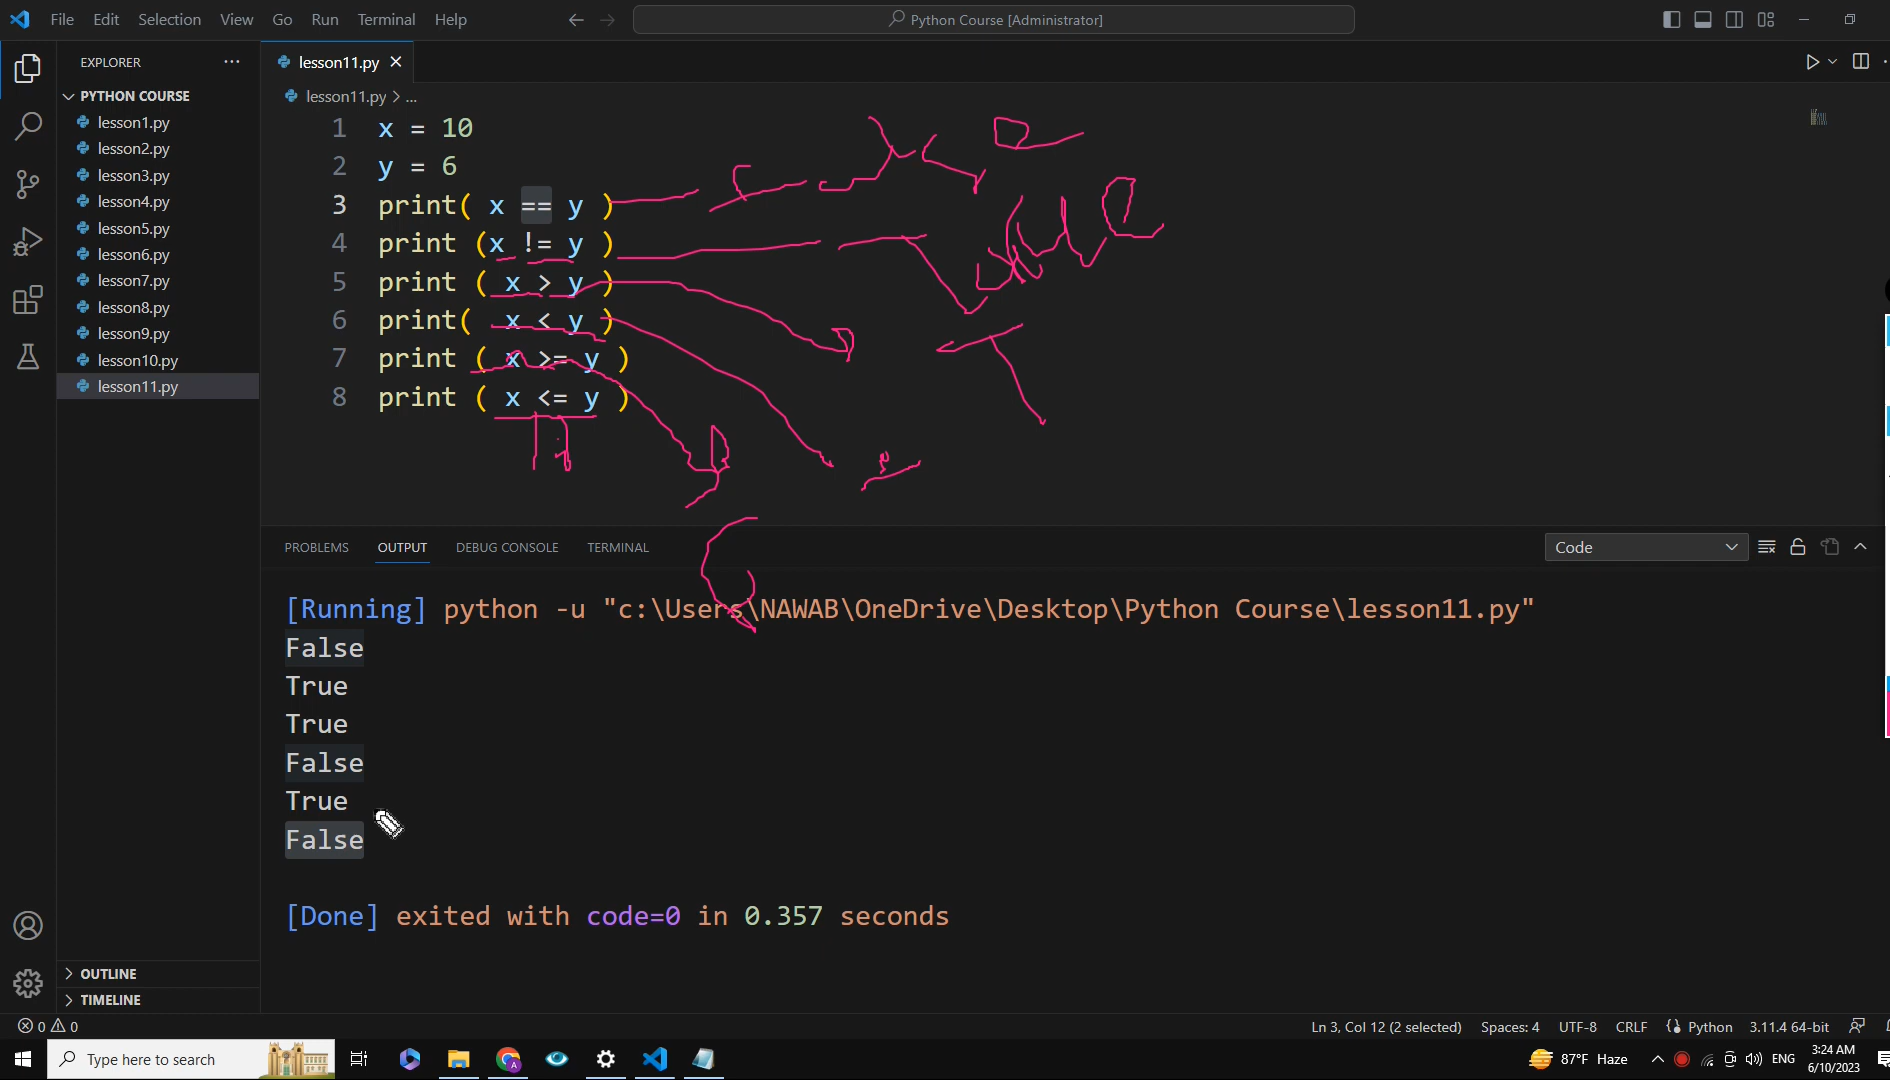 File Edit Selection View Go Run Terminal Help
Python Course [Administrator]
EXPLORER
PYTHON COURSE
lesson1.py
lesson2.py
lesson3.py
lesson4.py
lesson5.py
lesson6.py
lesson7.py
lesson8.py
lesson9.py
lesson10.py
lesson11.py
OUTLINE
TIMELINE
lesson11.py
lesson11.py > ...
1 x = 10
2 y = 6
3 print( x == y )
4 print (x != y )
5 print ( x > y )
6 print( x < y )
7 print ( x >= y )
8 print ( x <= y )
PROBLEMS OUTPUT DEBUG CONSOLE TERMINAL
Code
[Running] python -u "c:\Users\NAWAB\OneDrive\Desktop\Python Course\lesson11.py"
False
True
True
False
True
False
[Done] exited with code=0 in 0.357 seconds
0 0
Ln 3, Col 12 (2 selected) Spaces: 4 UTF-8 CRLF Python 3.11.4 64-bit
Type here to search
87°F Haze
ENG
3:24 AM
6/10/2023